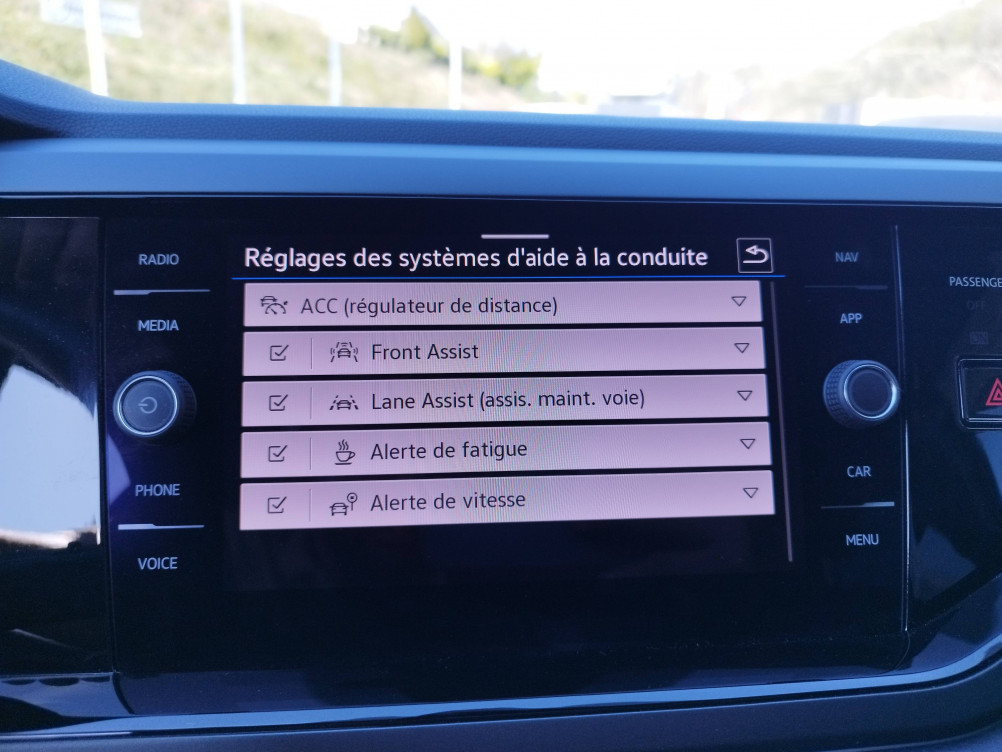 Réglages des systèmes d'aide à la conduite
ACC (régulateur de distance)
Front Assist
Lane Assist (assis. maint. voie)
Alerte de fatigue
Alerte de vitesse
RADIO
MEDIA
PHONE
VOICE
NAV
APP
CAR
MENU